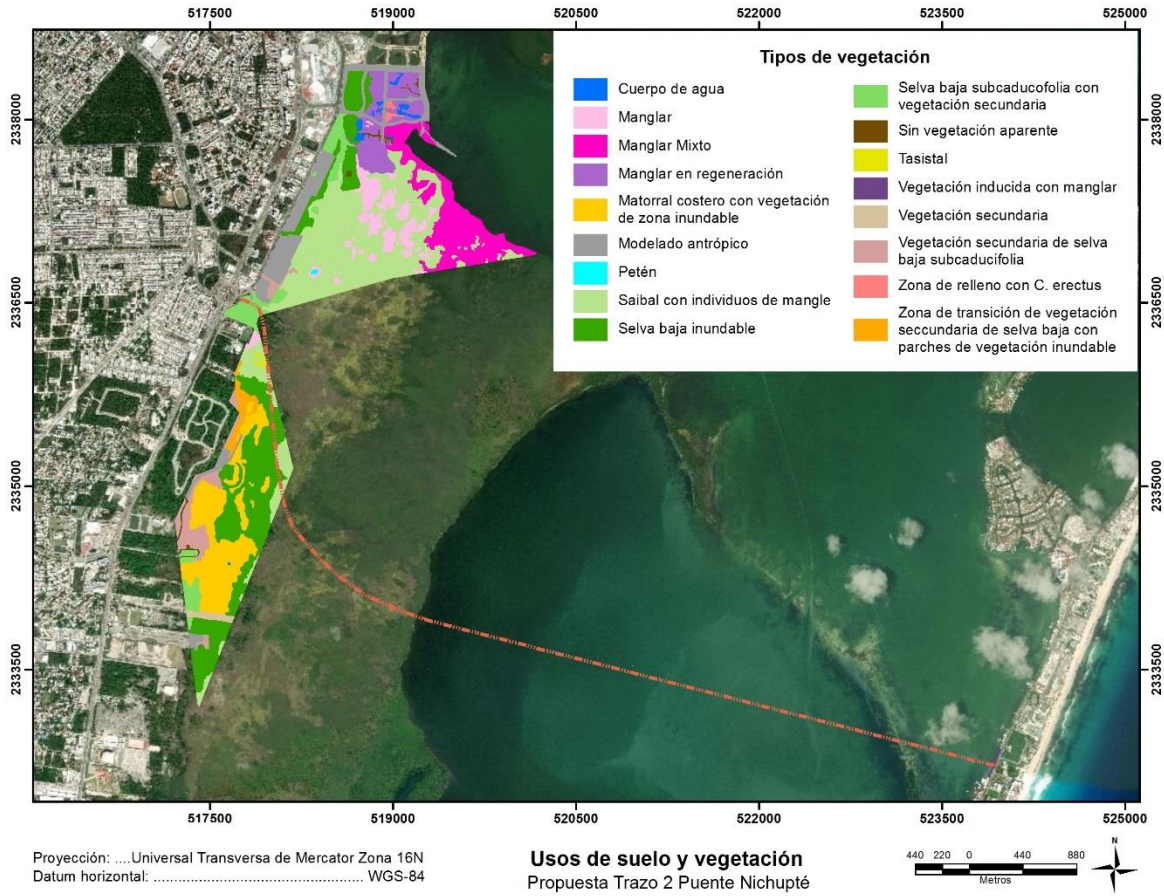 517500 519000 520500 522000 523500 525000
2338000
2336500
2335000
2333500
Tipos de vegetación
Cuerpo de agua
Manglar
Manglar Mixto
Manglar en regeneración
Matorral costero con vegetación
de zona inundable
Modelado antrópico
Petén
Saibal con individuos de mangle
Selva baja inundable
Selva baja subcaducofolia con
vegetación secundaria
Sin vegetación aparente
Tasistal
Vegetación inducida con manglar
Vegetación secundaria
Vegetación secundaria de selva
baja subcaducifolia
Zona de relleno con C. erectus
Zona de transición de vegetación
seccundaria de selva baja con
parches de vegetación inundable
2338000
2336500
2335000
2333500
517500 519000 520500 522000 523500 525000
Proyección: ....Universal Transversa de Mercator Zona 16N
Datum horizontal: ................................................ WGS-84
Usos de suelo y vegetación
Propuesta Trazo 2 Puente Nichupté
440 220 0 440 880
Metros
N